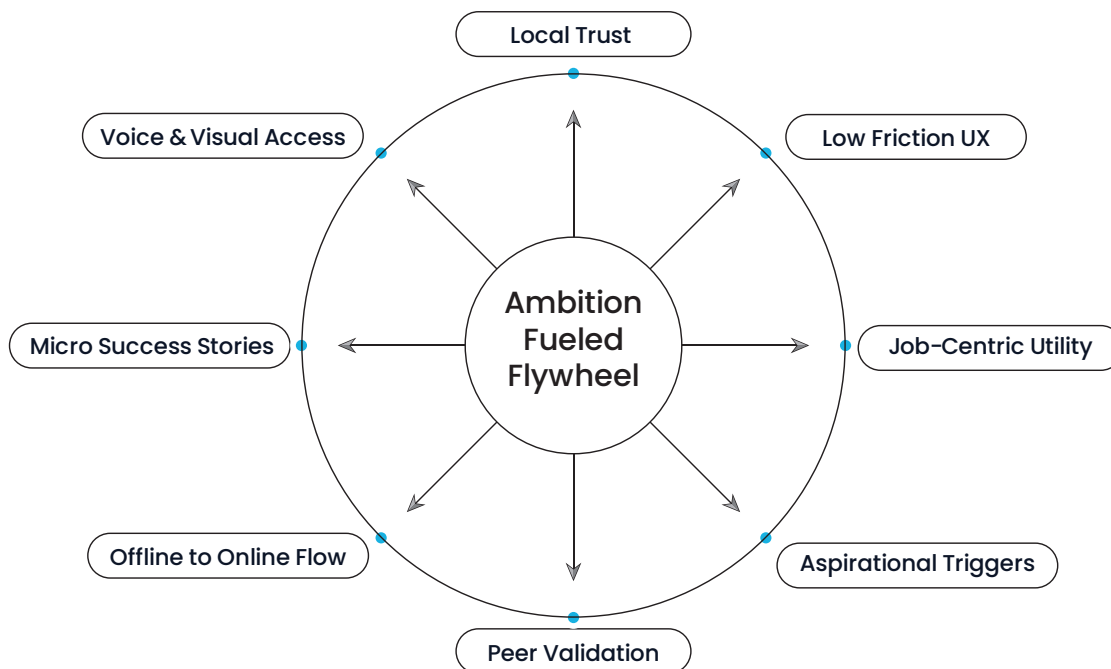 Local Trust
Voice & Visual Access
Low Friction UX
Ambition
Fueled
Flywheel
Micro Success Stories
Job-Centric Utility
Offline to Online Flow
Aspirational Triggers
Peer Validation